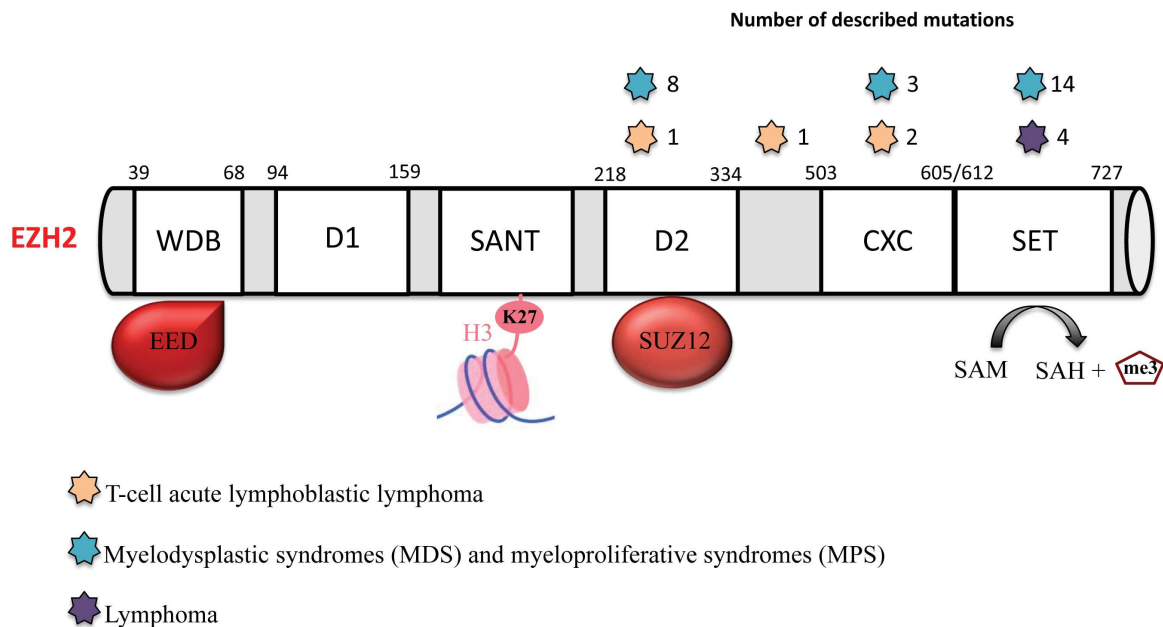 Number of described mutations
8 3 14
1 1 2 4
39 68 94 159 218 334 503 605/612 727
EZH2 WDB D1 SANT D2 CXC SET
EED H3 K27 SUZ12
SAM SAH + me3
T-cell acute lymphoblastic lymphoma
Myelodysplastic syndromes (MDS) and myeloproliferative syndromes (MPS)
Lymphoma